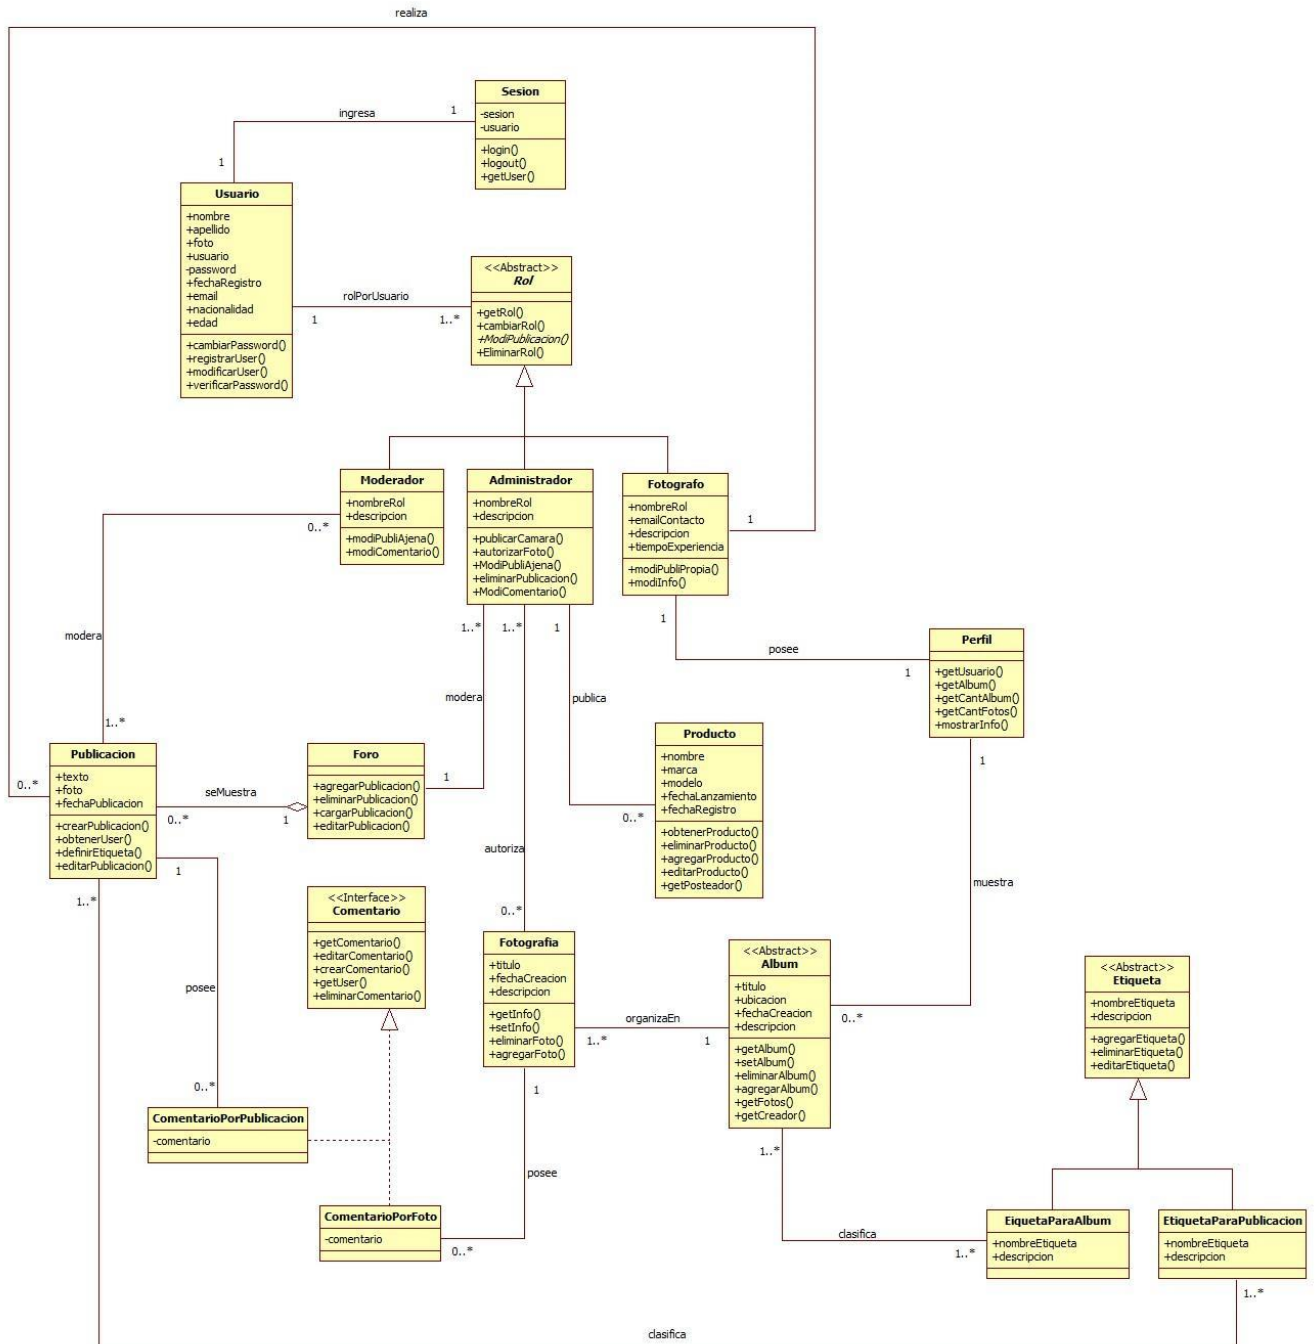 realiza
Sesion
-sesion
-usuario
+login()
+logout()
+getUser()
ingresa
1
1
Usuario
+nombre
+apellido
+foto
+usuario
-password
+fechaRegistro
+email
+nacionalidad
+edad
+cambiarPassword()
+registrarUser()
+modificarUser()
+verificarPassword()
rolPorUsuario
1
1..*
<<Abstract>>
Rol
+getRol()
+cambiarRol()
+ModiPublicacion()
+EliminarRol()
Moderador
+nombreRol
+descripcion
+modiPubliAjena()
+modiComentario()
0..*
Administrador
+nombreRol
+descripcion
+publicarCamara()
+autorizarFoto()
+ModiPubliAjena()
+eliminarPublicacion()
+ModiComentario()
Fotografo
+nombreRol
+emailContacto
+descripcion
+tiempoExperiencia
+modiPubliPropia()
+modiInfo()
1
1..*
1..*
1
1
modera
modera
publica
posee
1
Perfil
+getUsuario()
+getAlbum()
+getCantAlbum()
+getCantFotos()
+mostrarInfo()
1..*
Publicacion
+texto
+foto
+fechaPublicacion
+crearPublicacion()
+obtenerUser()
+definirEtiqueta()
+editarPublicacion()
0..*
seMuestra
0..*
1
Foro
+agregarPublicacion()
+eliminarPublicacion()
+cargarPublicacion()
+editarPublicacion()
1
Producto
+nombre
+marca
+modelo
+fechaLanzamiento
+fechaRegistro
+obtenerProducto()
+eliminarProducto()
+agregarProducto()
+editarProducto()
+getPosteador()
0..*
1
autoriza
1
1..*
muestra
0..*
<<Interface>>
Comentario
+getComentario()
+editarComentario()
+crearComentario()
+getUser()
+eliminarComentario()
Fotografia
+titulo
+fechaCreacion
+descripcion
+getInfo()
+setInfo()
+eliminarFoto()
+agregarFoto()
organizaEn
1..*
1
<<Abstract>>
Album
+titulo
+ubicacion
+fechaCreacion
+descripcion
+getAlbum()
+setAlbum()
+eliminarAlbum()
+agregarAlbum()
+getFotos()
+getCreador()
0..*
<<Abstract>>
Etiqueta
+nombreEtiqueta
+descripcion
+agregarEtiqueta()
+eliminarEtiqueta()
+editarEtiqueta()
posee
0..*
1
ComentarioPorPublicacion
-comentario
posee
1..*
ComentarioPorFoto
-comentario
0..*
clasifica
1..*
EiquetaParaAlbum
+nombreEtiqueta
+descripcion
EtiquetaParaPublicacion
+nombreEtiqueta
+descripcion
1..*
clasifica